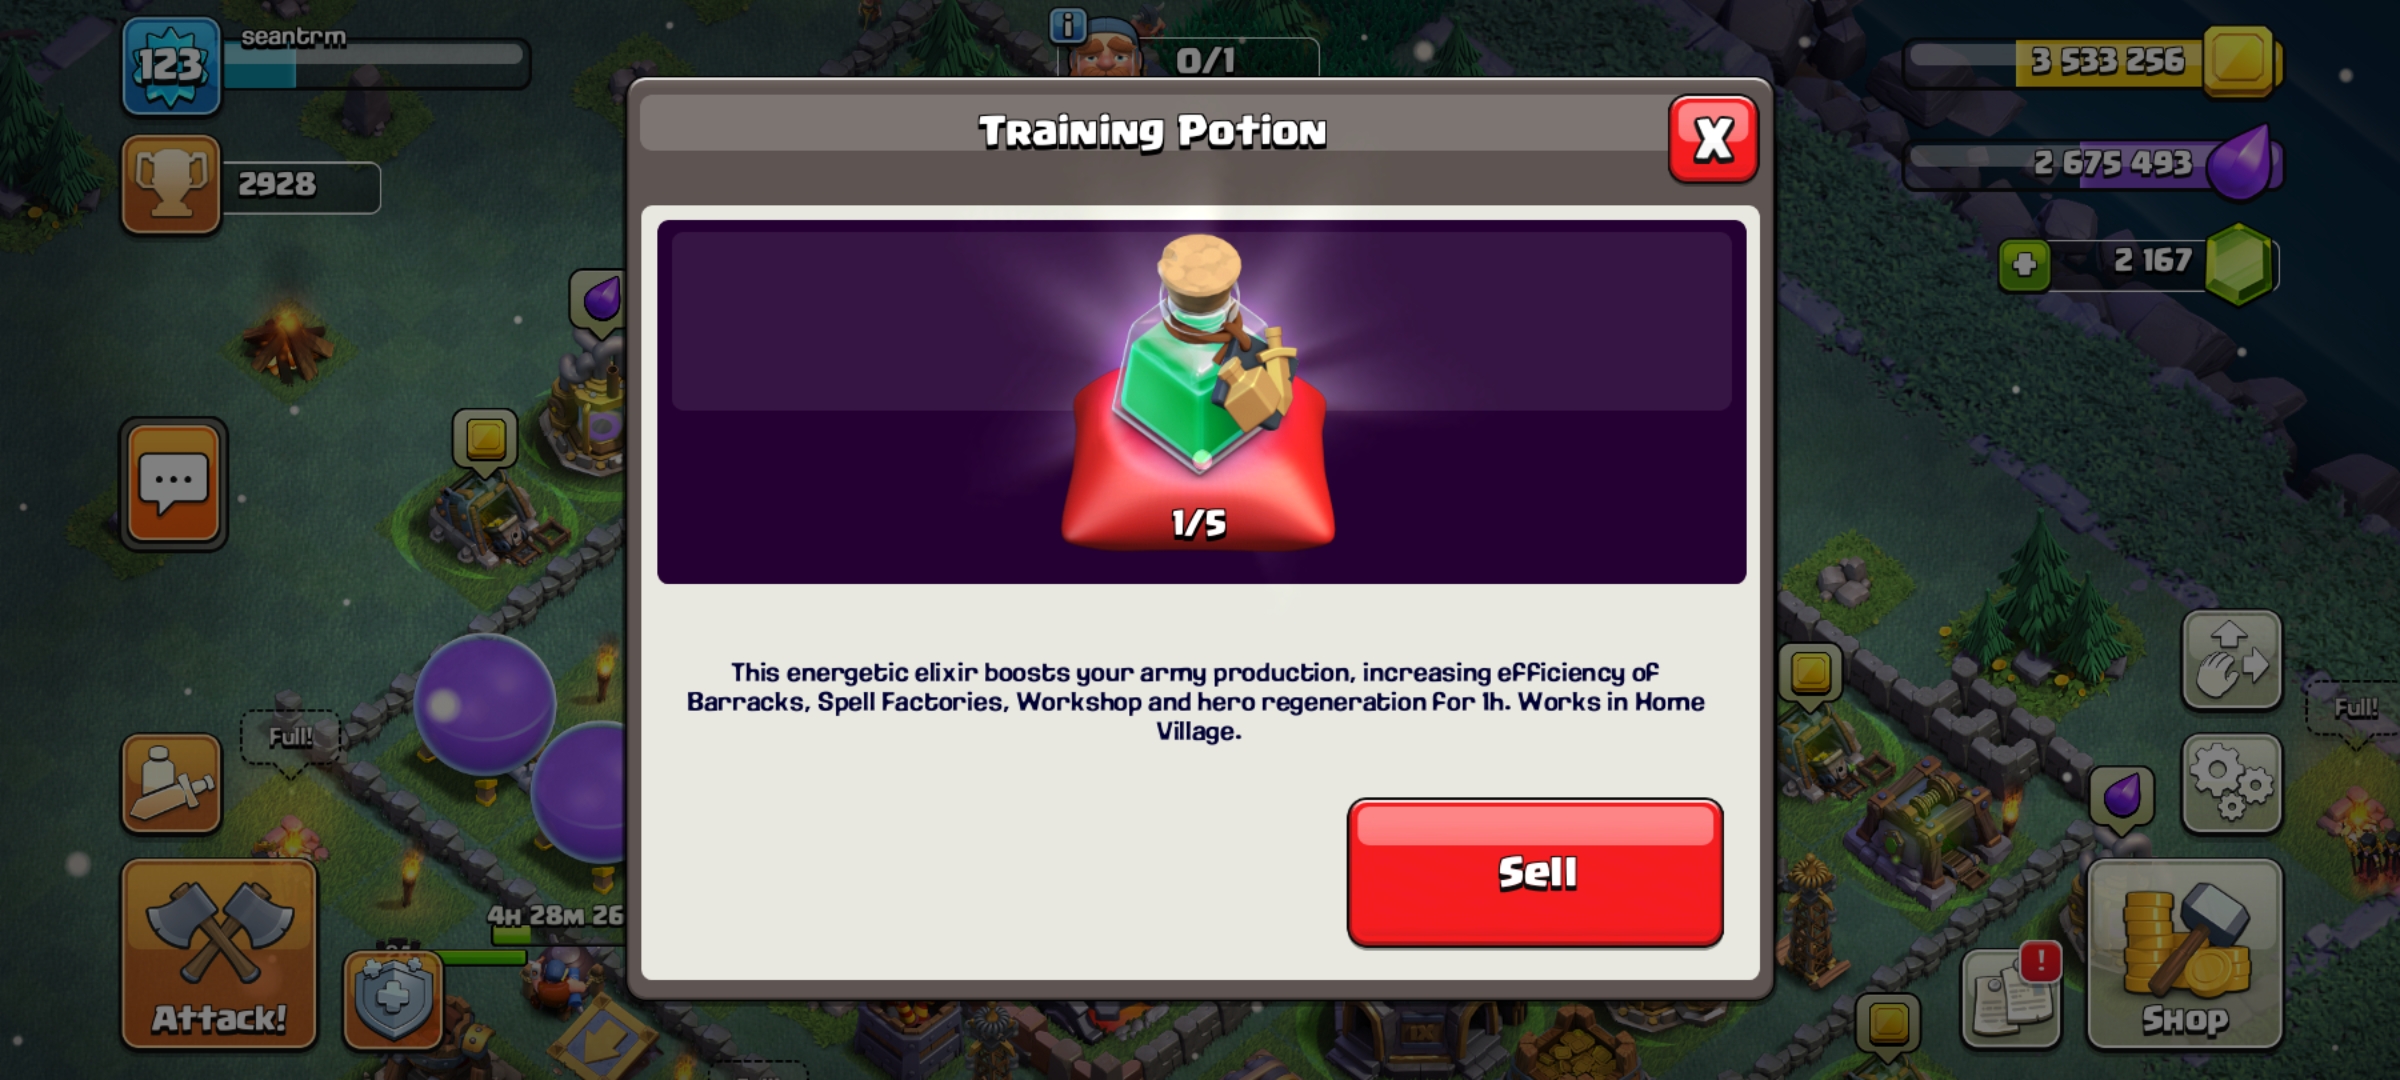 seantrm
123
0/1
3 533 256
Training Potion
X
2928
2 675 493
2 167
1/5
This energetic elixir boosts your army production, increasing efficiency of
Barracks, Spell Factories, Workshop and hero regeneration for 1h. Works in Home
Village.
Full!
Full!
Sell
4H 28M 26
!
Attack!
Shop